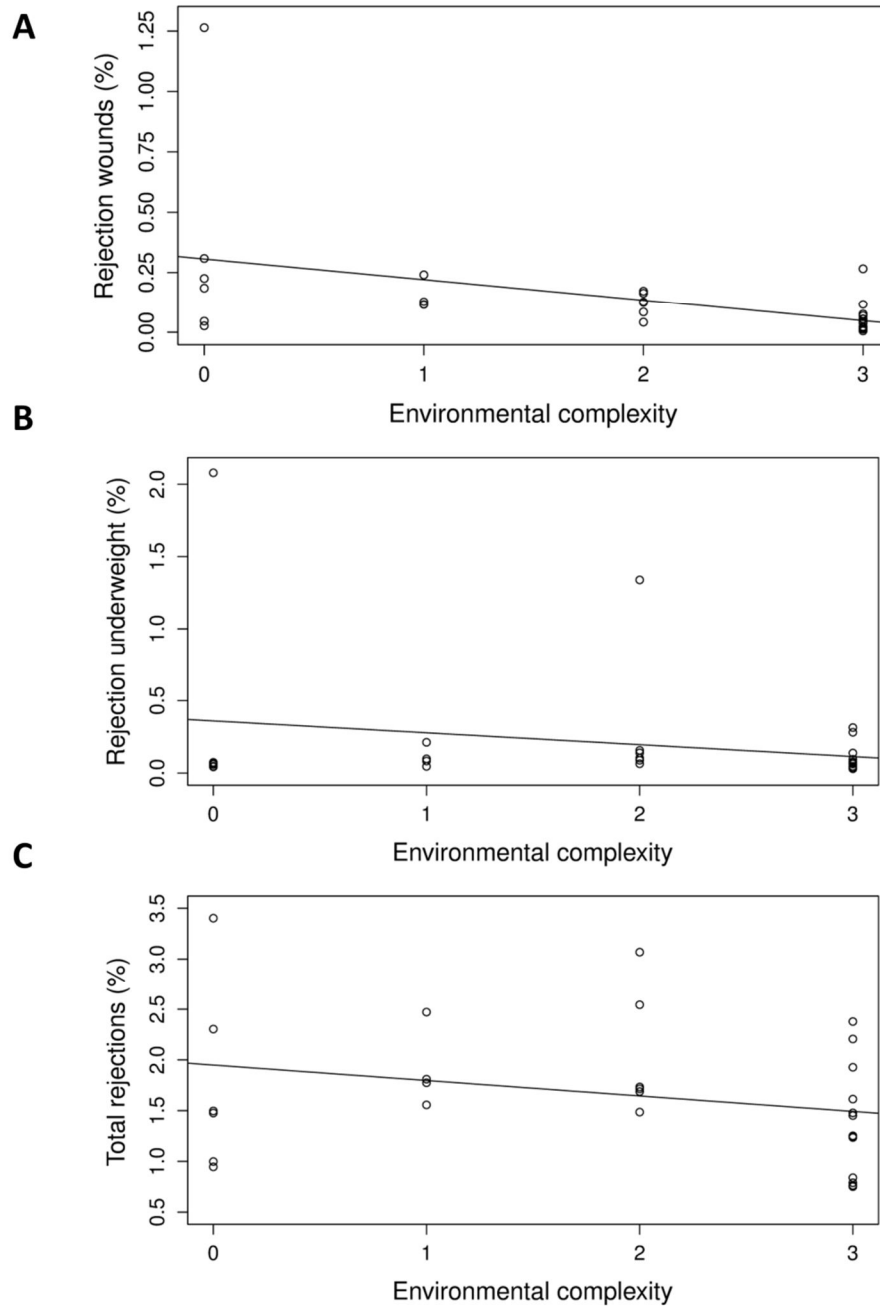 A
Rejection wounds (%)
1.25
1.00
0.75
0.50
0.25
0.00
0 1 2 3
Environmental complexity
B
Rejection underweight (%)
2.0
1.5
1.0
0.5
0.0
0 1 2 3
Environmental complexity
C
Total rejections (%)
3.5
3.0
2.5
2.0
1.5
1.0
0.5
0 1 2 3
Environmental complexity